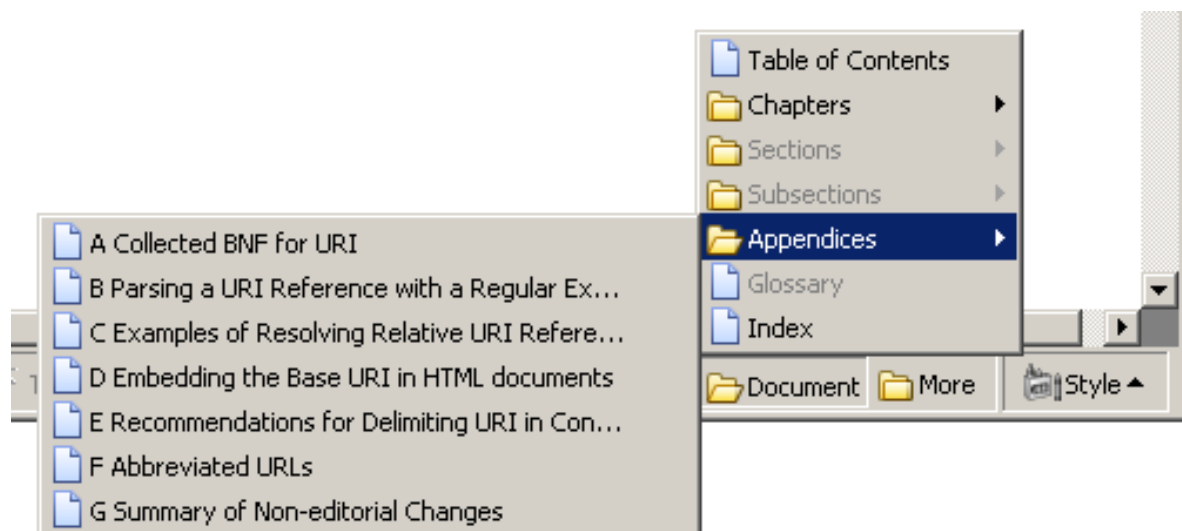 Table of Contents
Chapters
Sections
Subsections
Appendices
Glossary
Index
A Collected BNF for URI
B Parsing a URI Reference with a Regular Ex...
C Examples of Resolving Relative URI Refere...
D Embedding the Base URI in HTML documents
E Recommendations for Delimiting URI in Con...
F Abbreviated URLs
G Summary of Non-editorial Changes
Document More Style